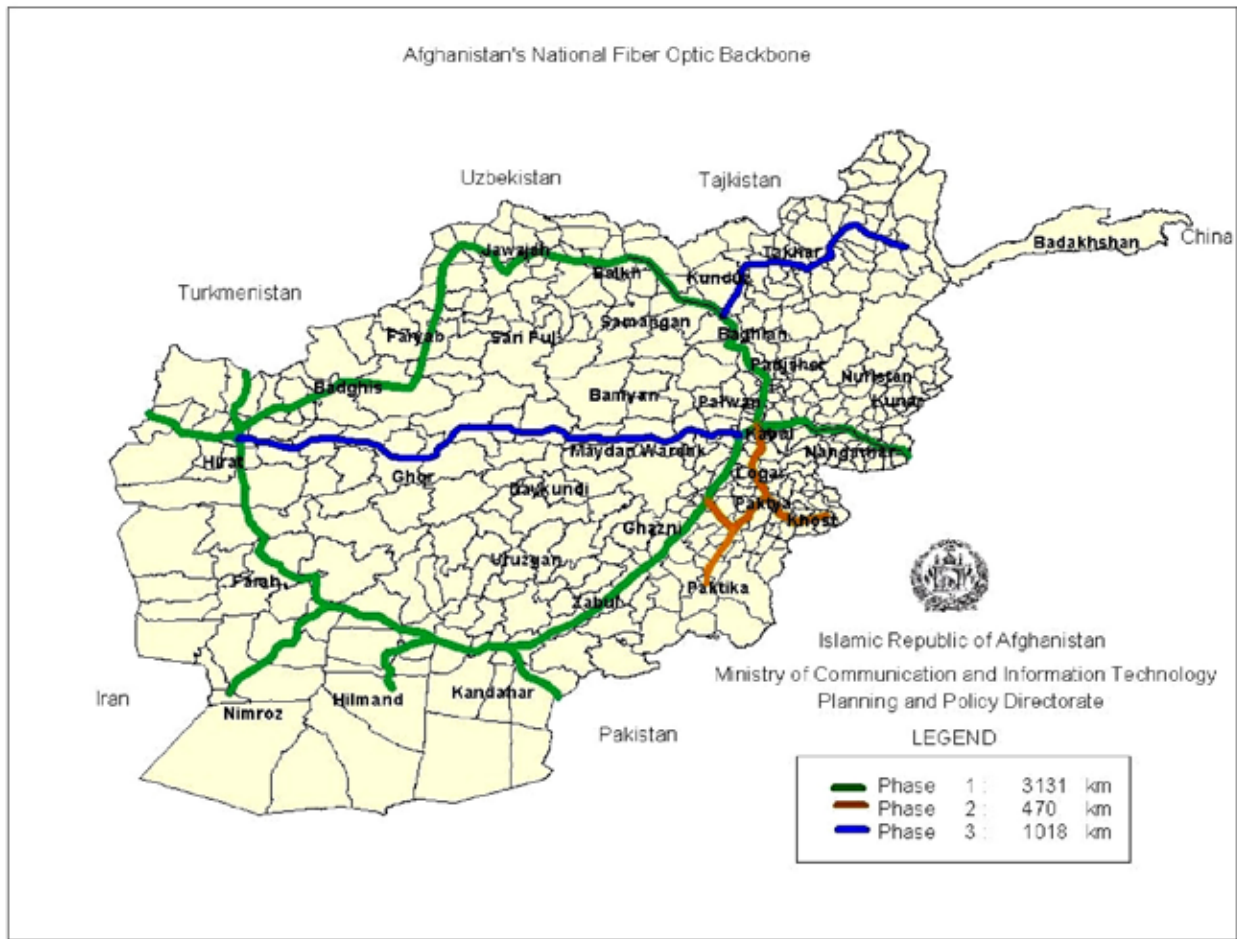 Afghanistan's National Fiber Optic Backbone
Uzbekistan
Tajkistan
China
Badakhshan
Turkmenistan
Jawajah
Balkh
Kunduz
Takhar
Faryab
Sari Pul
Samangan
Baghlan
Panjsher
Badghis
Bamyan
Parwan
Nuristan
Kunar
Hirat
Ghor
Maydan Wardak
Kabul
Nangarhar
Daykundi
Logar
Paktya
Khost
Ghazni
Uruzgan
Farah
Zabul
Paktika
Iran
Nimroz
Hilmand
Kandahar
Pakistan
Islamic Republic of Afghanistan
Ministry of Communication and Information Technology
Planning and Policy Directorate
LEGEND
Phase 1 : 3131 km
Phase 2 : 470 km
Phase 3 : 1018 km